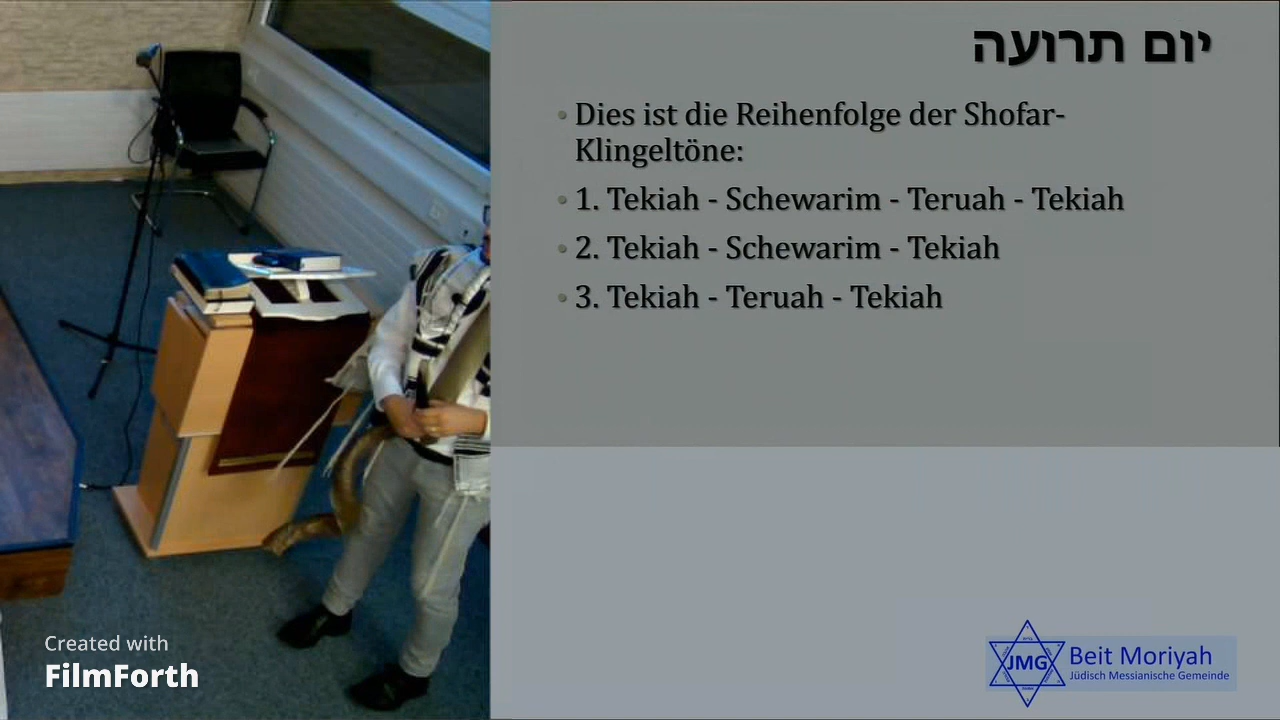 יום תרועה
• Dies ist die Reihenfolge der Shofar-
Klingeltöne:
• 1. Tekiah - Schewarim - Teruah - Tekiah
• 2. Tekiah - Schewarim - Tekiah
• 3. Tekiah - Teruah - Tekiah
Created with
FilmForth
JMG
Beit Moriyah
Jüdisch Messianische Gemeinde